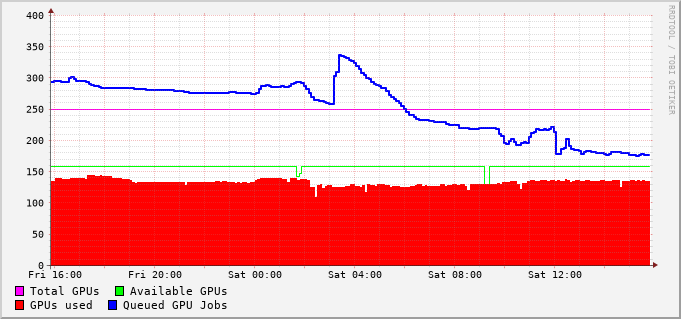 RRDTOOL / TOBI OETIKER
400
350
300
250
200
150
100
50
0
Fri 16:00 Fri 20:00 Sat 00:00 Sat 04:00 Sat 08:00 Sat 12:00
Total GPUs Available GPUs
GPUs used Queued GPU Jobs